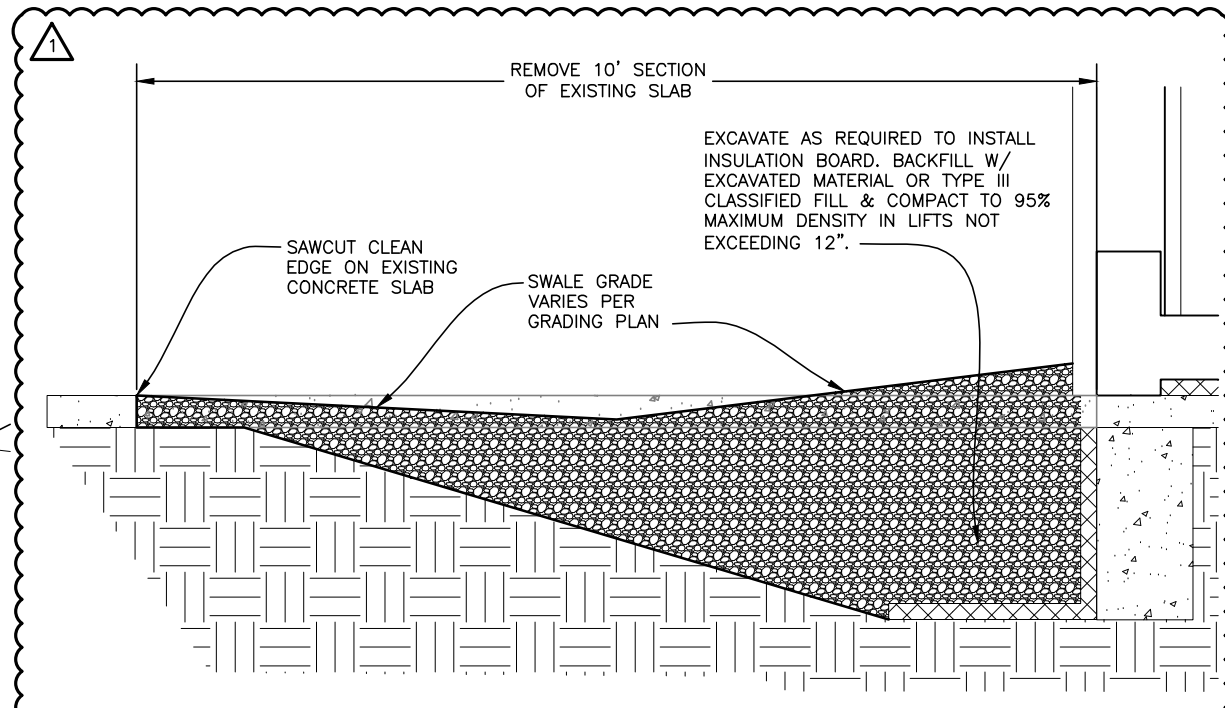 1
REMOVE 10' SECTION
OF EXISTING SLAB
EXCAVATE AS REQUIRED TO INSTALL
INSULATION BOARD. BACKFILL W/
EXCAVATED MATERIAL OR TYPE III
CLASSIFIED FILL & COMPACT TO 95%
MAXIMUM DENSITY IN LIFTS NOT
EXCEEDING 12".
SAWCUT CLEAN
EDGE ON EXISTING
CONCRETE SLAB
SWALE GRADE
VARIES PER
GRADING PLAN